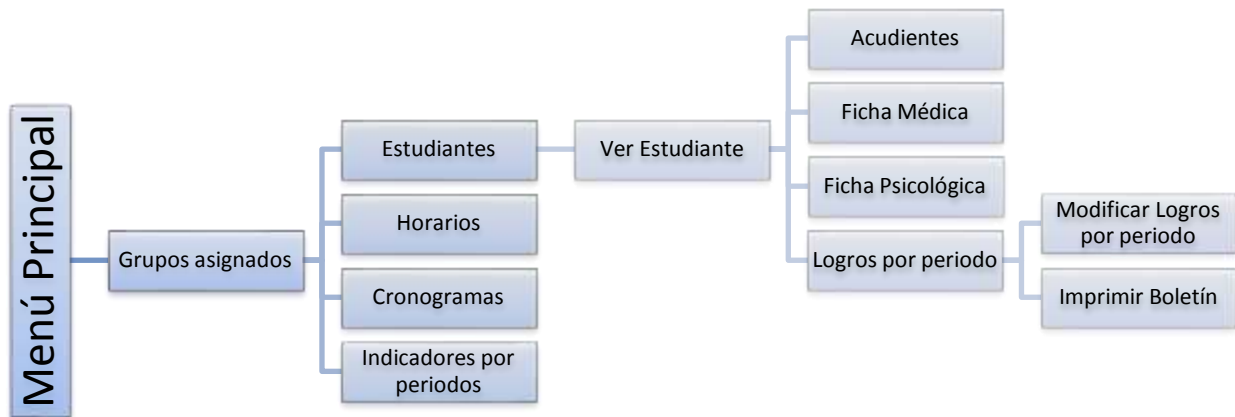 Menú Principal
Grupos asignados
Estudiantes
Horarios
Cronogramas
Indicadores por
periodos
Ver Estudiante
Acudientes
Ficha Médica
Ficha Psicológica
Logros por periodo
Modificar Logros
por periodo
Imprimir Boletín